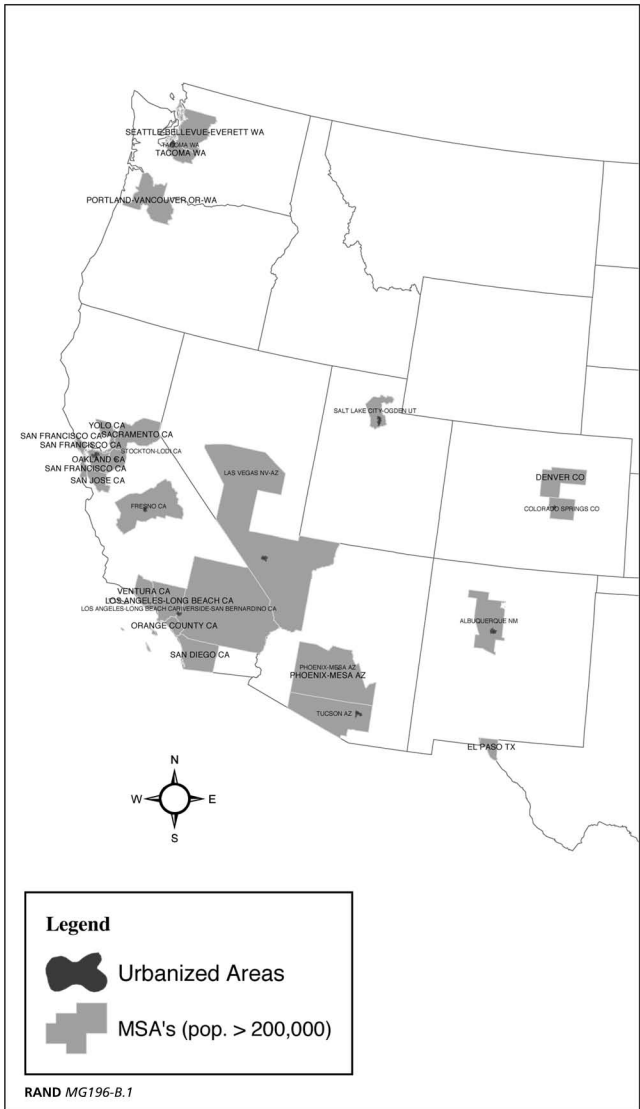 SEATTLE-BELLEVUE-EVERETT WA
TACOMA WA
TACOMA WA
PORTLAND-VANCOUVER OR-WA
SALT LAKE CITY-OGDEN UT
YOLO CA
SAN FRANCISCO CA
SACRAMENTO CA
SAN FRANCISCO CA
STOCKTON-LODI CA
OAKLAND CA
SAN FRANCISCO CA
SAN JOSE CA
LAS VEGAS NV-AZ
DENVER CO
FRESNO CA
COLORADO SPRINGS CO
VENTURA CA
LOS ANGELES-LONG BEACH CA
LOS ANGELES-LONG BEACH CARIVERSIDE-SAN BERNARDINO CA
ORANGE COUNTY CA
ALBUQUERQUE NM
SAN DIEGO CA
PHOENIX-MESA AZ
PHOENIX-MESA AZ
TUCSON AZ
EL PASO TX
N
W E
S
Legend
Urbanized Areas
MSA's (pop. > 200,000)
RAND MG196-B.1